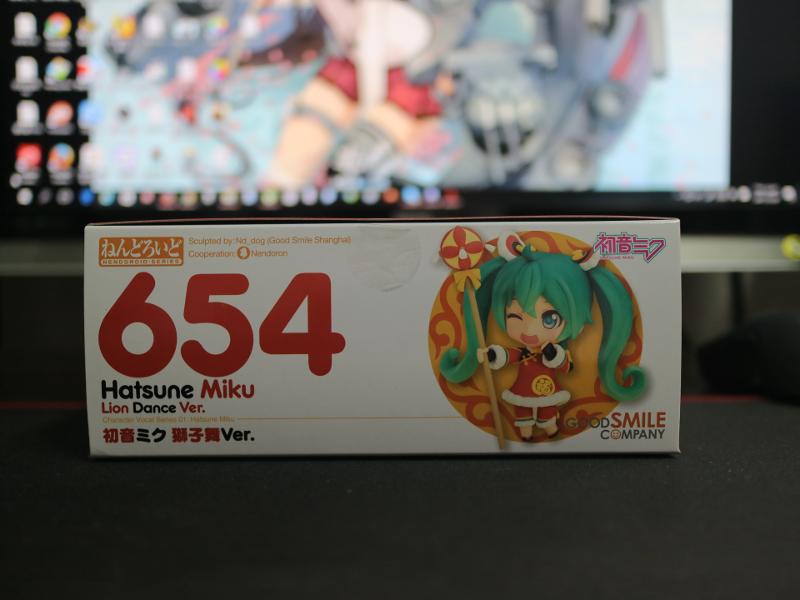 ねんどろいど
NENDOROID SERIES
Sculpted by: Nd_dog (Good Smile Shanghai)
Cooperation: Nendoron
654
Hatsune Miku
Lion Dance Ver.
Character Vocal Series 01: Hatsune Miku
初音ミク 獅子舞Ver.
初音ミク
HATSUNE MIKU
GOOD SMILE
COMPANY